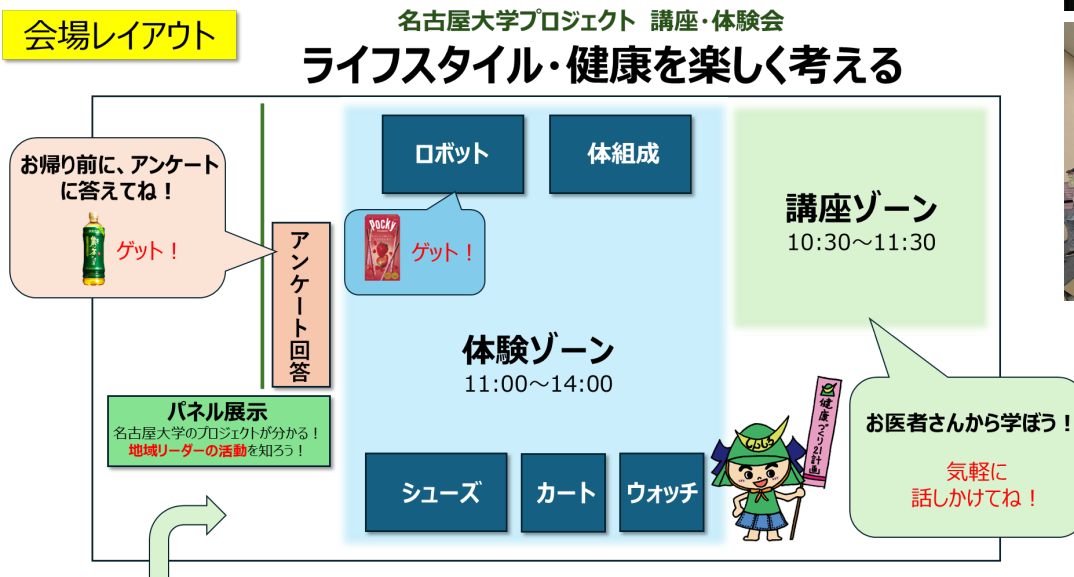 会場レイアウト
名古屋大学プロジェクト 講座・体験会
ライフスタイル・健康を楽しく考える
お帰り前に、アンケート
に答えてね！
ゲット！
アンケート回答
ロボット
体組成
Pocky
ゲット！
体験ゾーン
11:00～14:00
講座ゾーン
10:30～11:30
パネル展示
名古屋大学のプロジェクトが分かる！
地域リーダーの活動を知ろう！
シューズ
カート
ウォッチ
健康づくり21計画
お医者さんから学ぼう！
気軽に
話しかけてね！